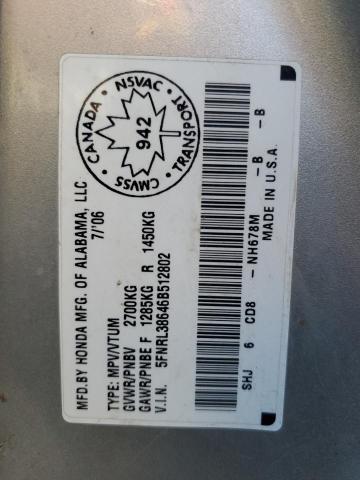 MFD.BY HONDA MFG. OF ALABAMA, LLC
7/'06
TYPE: MPV/VTUM
GVWR/PNBV 2700KG
GAWR/PNBE F 1285KG R 1450KG
V.I.N. 5FNRL38646B512802
CANADA · NSVAC · TRANSPORT · CMVSS ·
942
SHJ 6 CD8 - NH678M - B - B
MADE IN U.S.A.